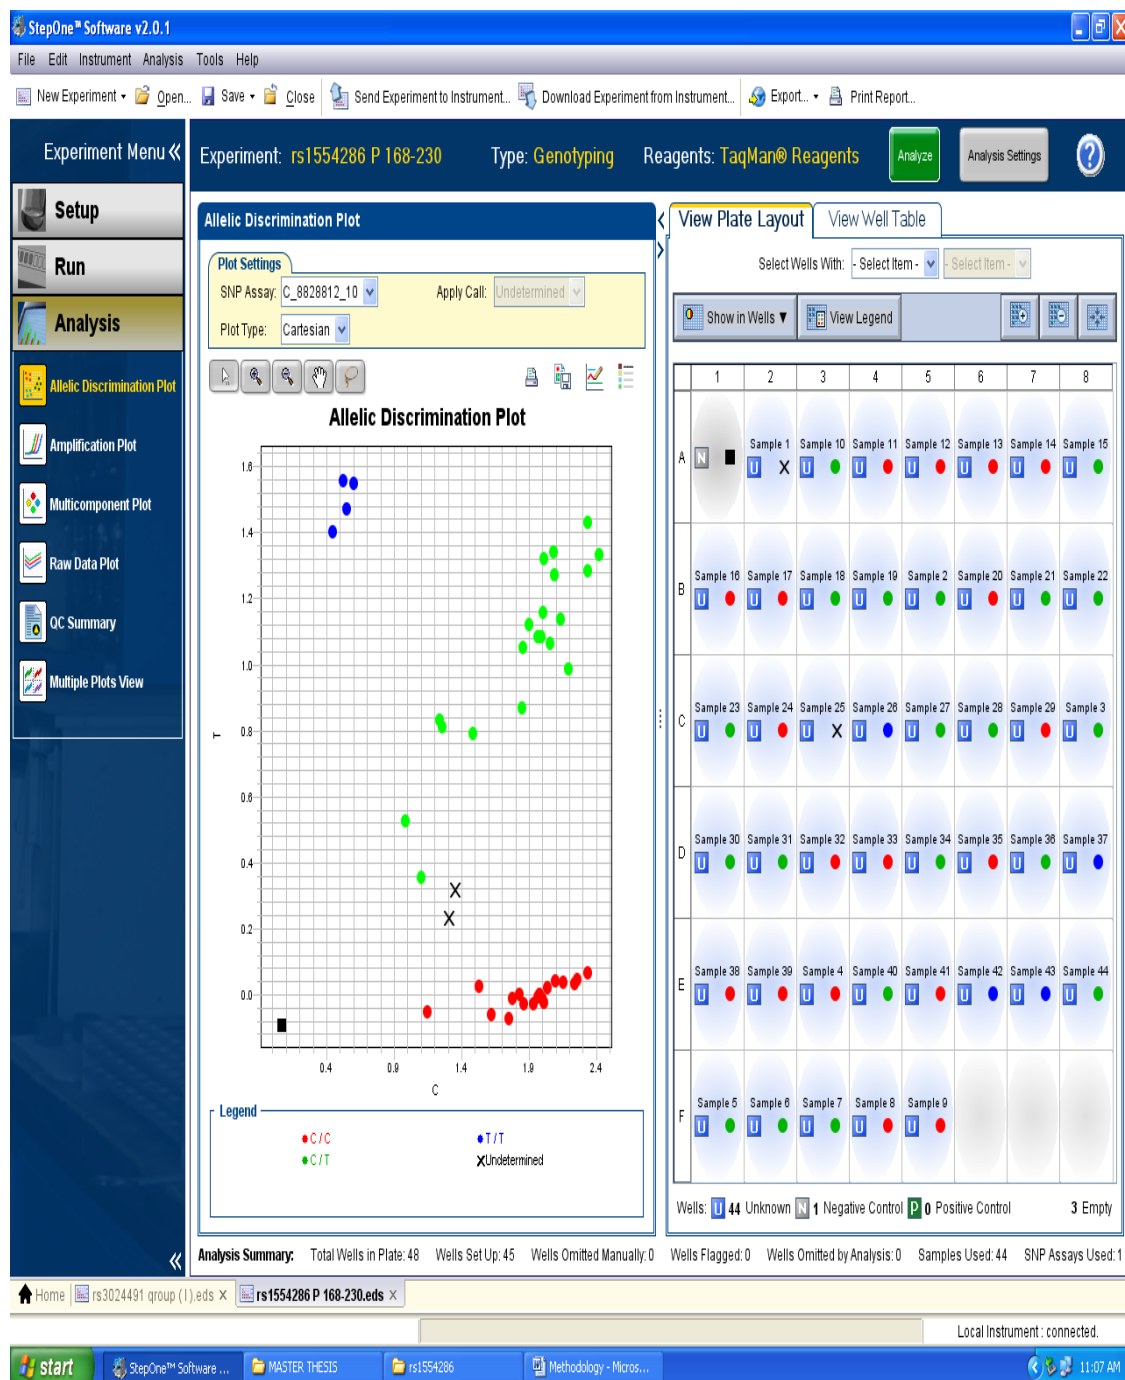 StepOne™ Software v2.0.1
File Edit Instrument Analysis Tools Help
New Experiment Open... Save Close Send Experiment to Instrument... Download Experiment from Instrument... Export... Print Report...
Experiment Menu «
Experiment: rs1554286 P 168-230 Type: Genotyping Reagents: TaqMan® Reagents Analyze Analysis Settings ?
Setup
Run
Analysis
Allelic Discrimination Plot
Amplification Plot
Multicomponent Plot
Raw Data Plot
QC Summary
Multiple Plots View
«
Allelic Discrimination Plot
Plot Settings
SNP Assay: C_8828812_10 Apply Call: Undetermined
Plot Type: Cartesian
Allelic Discrimination Plot
1.6
1.4
1.2
1.0
T
0.8
0.6
0.4
0.2
0.0
0.4 0.9 1.4 1.9 2.4
C
Legend
C / C T / T
C / T X Undetermined
View Plate Layout View Well Table
Select Wells With: - Select Item - - Select Item -
Show in Wells ▼ View Legend
1 2 3 4 5 6 7 8
Sample 1 Sample 10 Sample 11 Sample 12 Sample 13 Sample 14 Sample 15
A N U X U U U U U U
Sample 16 Sample 17 Sample 18 Sample 19 Sample 2 Sample 20 Sample 21 Sample 22
B U U U U U U U U
Sample 23 Sample 24 Sample 25 Sample 26 Sample 27 Sample 28 Sample 29 Sample 3
C U U U X U U U U U
Sample 30 Sample 31 Sample 32 Sample 33 Sample 34 Sample 35 Sample 36 Sample 37
D U U U U U U U U
Sample 38 Sample 39 Sample 4 Sample 40 Sample 41 Sample 42 Sample 43 Sample 44
E U U U U U U U U
Sample 5 Sample 6 Sample 7 Sample 8 Sample 9
F U U U U U
Wells: U 44 Unknown N 1 Negative Control P 0 Positive Control 3 Empty
Analysis Summary: Total Wells in Plate: 48 Wells Set Up: 45 Wells Omitted Manually: 0 Wells Flagged: 0 Wells Omitted by Analysis: 0 Samples Used: 44 SNP Assays Used: 1
Home rs3024491 group ( I ).eds × rs1554286 P 168-230.eds ×
Local Instrument : connected.
start StepOne™ Software ... MASTER THESIS rs1554286 Methodology - Micros... 11:07 AM